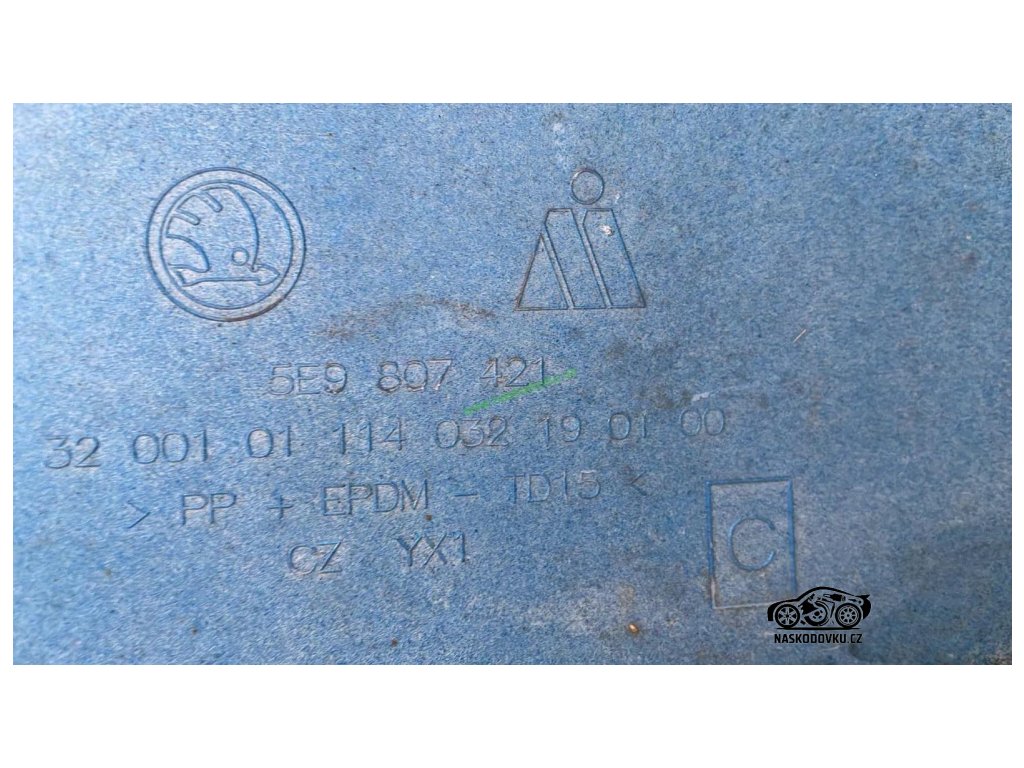 5E9 807 421
32 001 01 114 032 19 01 00
> PP + EPDM - TD15 <
CZ YX1
C
NASKODOVKU.CZ